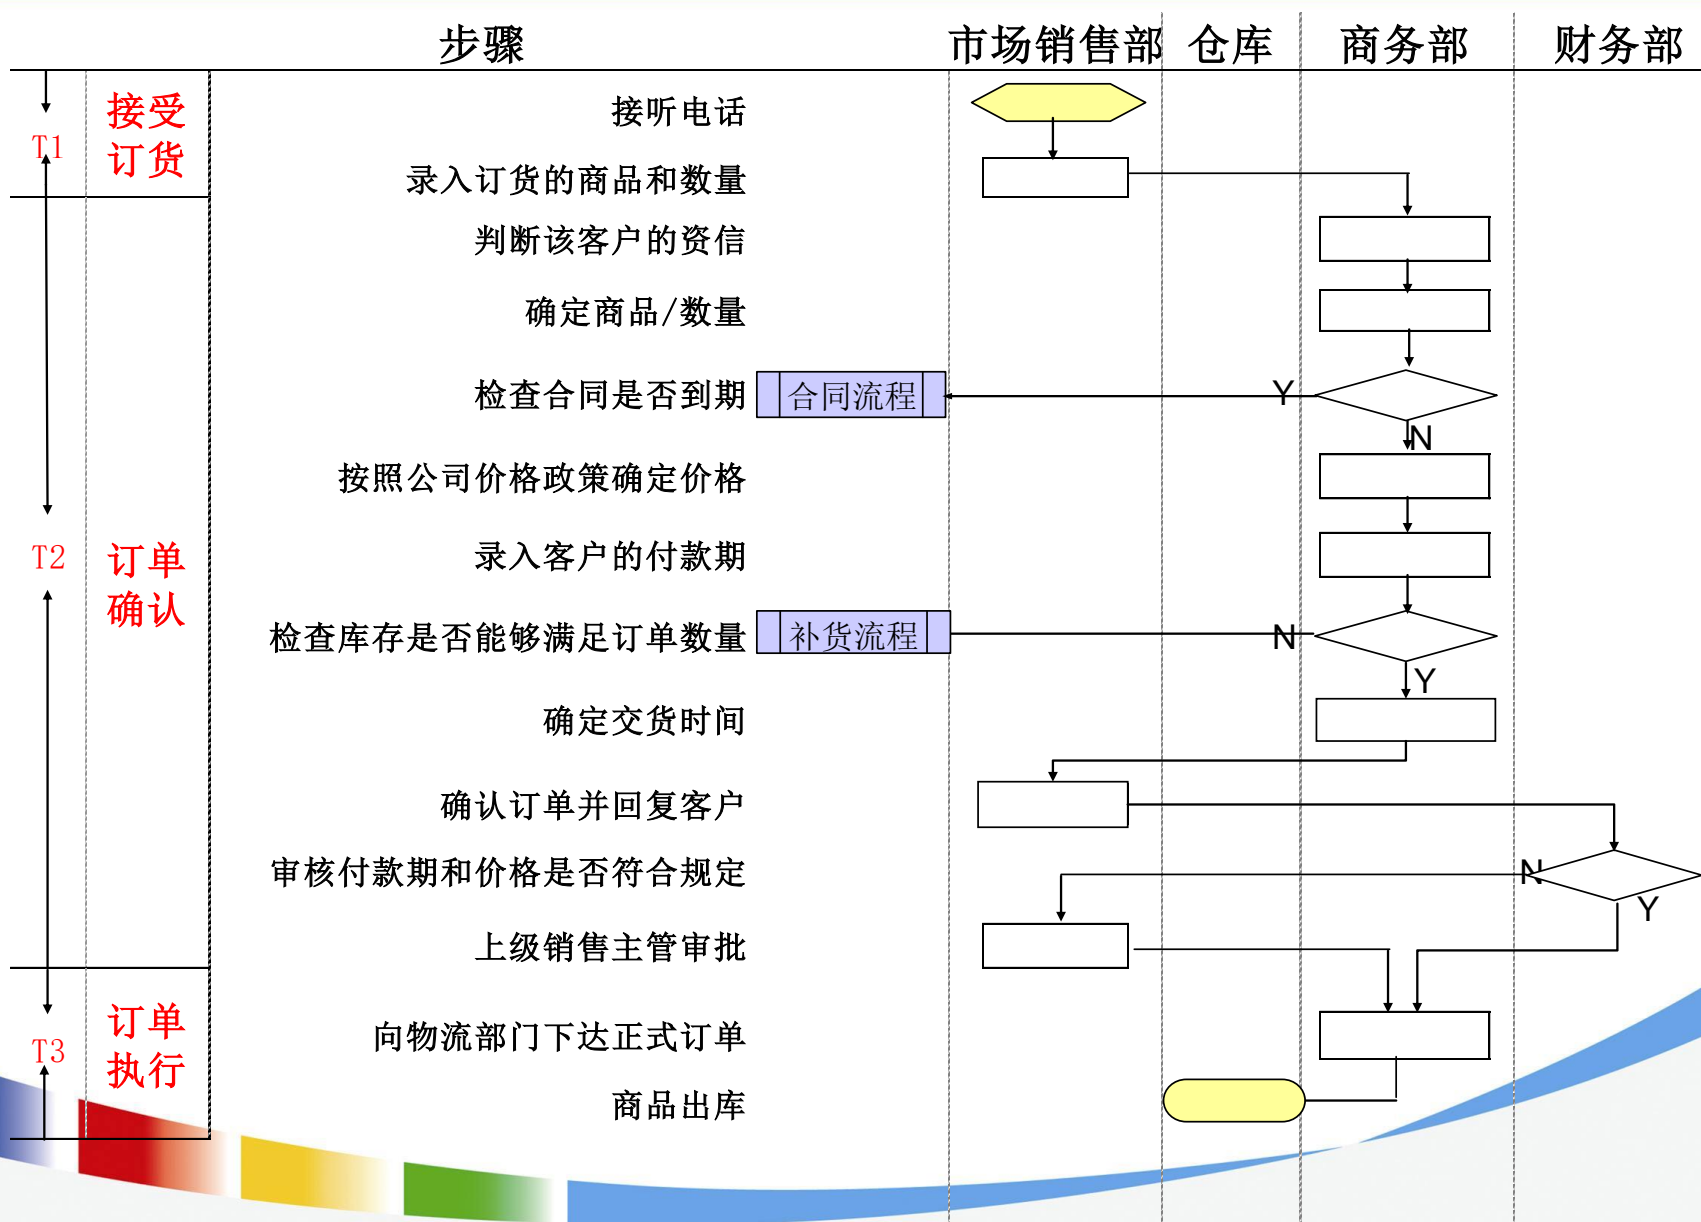 步骤 市场销售部 仓库 商务部 财务部
接受
订货
T1
接听电话
录入订货的商品和数量
判断该客户的资信
确定商品/数量
检查合同是否到期 合同流程 Y
N
按照公司价格政策确定价格
T2
订单
确认
录入客户的付款期
检查库存是否能够满足订单数量 补货流程 N
Y
确定交货时间
确认订单并回复客户
审核付款期和价格是否符合规定 N
Y
上级销售主管审批
订单
执行
T3
向物流部门下达正式订单
商品出库